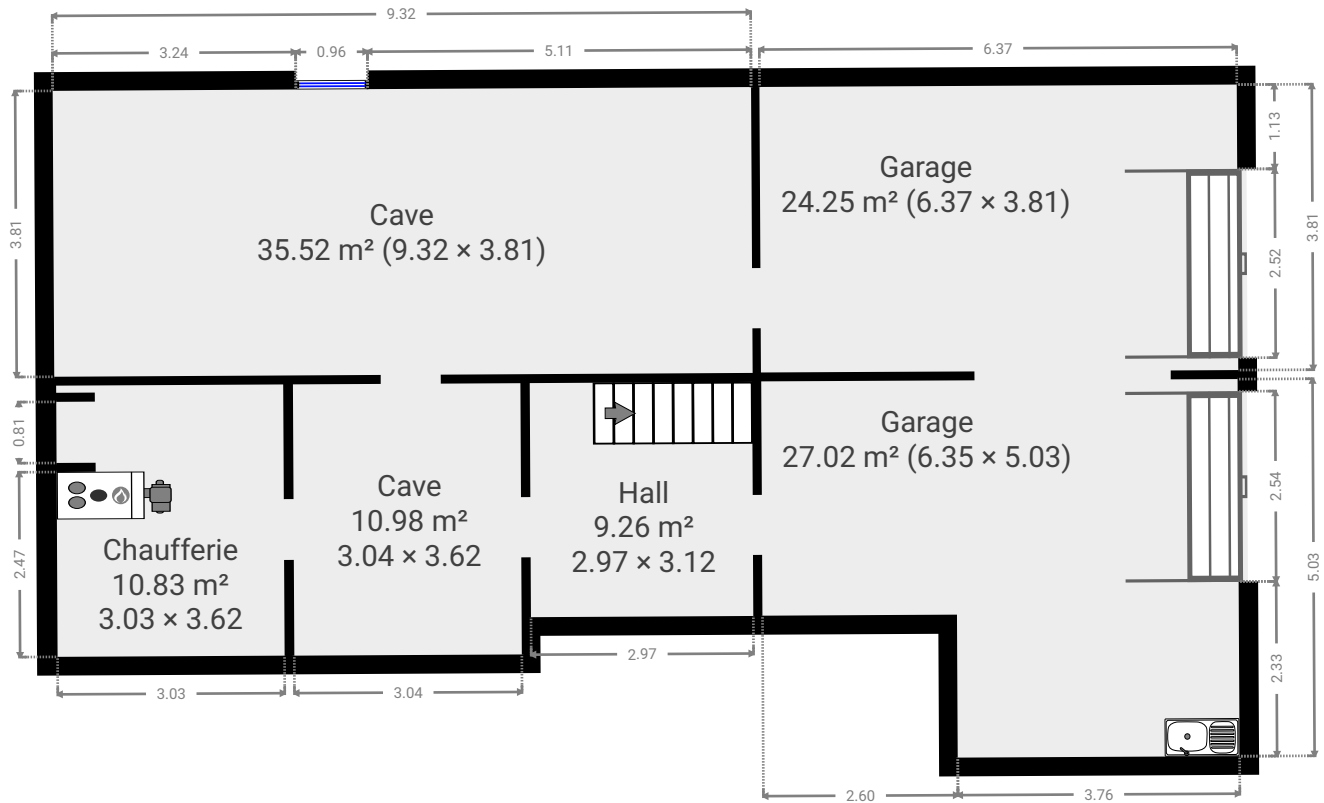 9.32
3.24
0.96
5.11
6.37
1.13
3.81
3.81
2.52
Garage
24.25 m² (6.37 × 3.81)
Cave
35.52 m² (9.32 × 3.81)
0.81
2.47
Garage
27.02 m² (6.35 × 5.03)
2.54
5.03
2.33
Cave
10.98 m²
3.04 × 3.62
Hall
9.26 m²
2.97 × 3.12
Chaufferie
10.83 m²
3.03 × 3.62
2.97
3.03
3.04
2.60
3.76